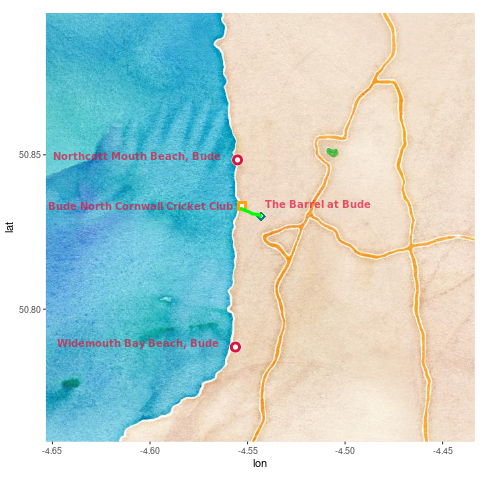 Northcott Mouth Beach, Bude
Bude North Cornwall Cricket Club
The Barrel at Bude
Widemouth Bay Beach, Bude
50.85
50.80
lat
-4.65
-4.60
-4.55
-4.50
-4.45
lon